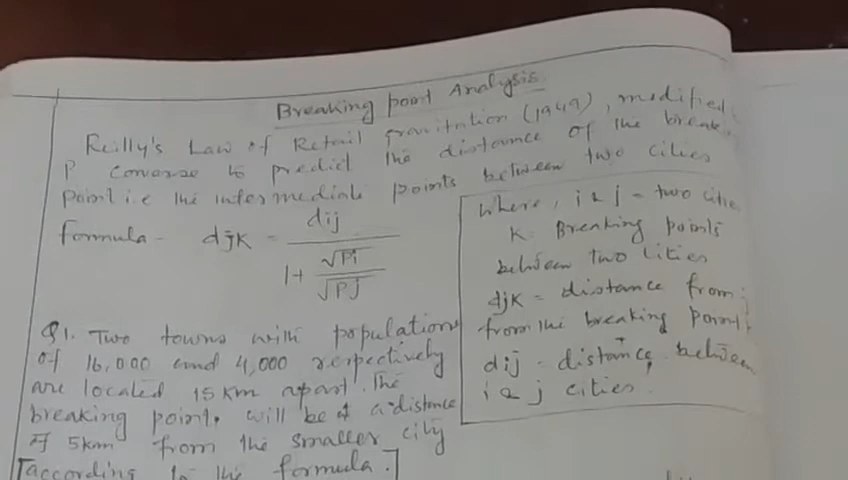 Breaking point Analysis
Reilly's Law of Retail gravitation (1949), modified
P converse to predict the distance of the break
point i.e the intermediate points between two cities
formula - djk = dij / 1 + √Pi / √Pj
where, i & j = two citie
K. Breaking points
between two cities
djk = distance from j
from the breaking point
dij - distance between
i & j cities.
Q1. Two towns with populations
of 16,000 and 4,000 respectively
are located 15 km apart. The
breaking point, will be at a distance
of 5km from the smaller city
[according to the formula.]